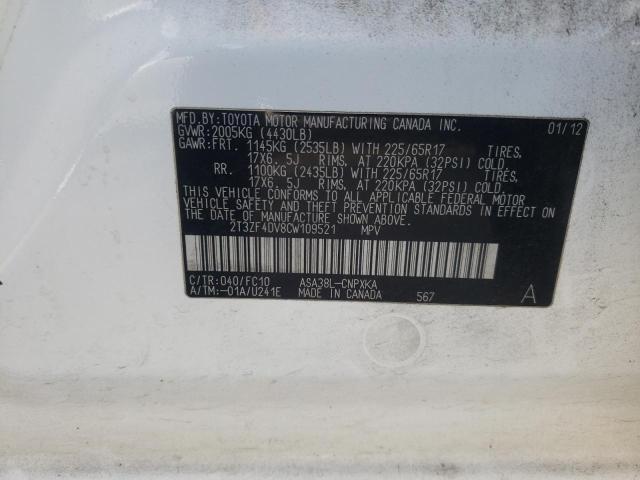 MFD. BY: TOYOTA MOTOR MANUFACTURING CANADA INC. 01/12
GVWR: 2005KG (4430LB)
GAWR: FRT. 1145KG (2535LB) WITH 225/65R17 TIRES,
17X6. 5J RIMS, AT 220KPA (32PSI) COLD
RR. 1100KG (2435LB) WITH 225/65R17 TIRES,
17X6. 5J RIMS, AT 220KPA (32PSI) COLD
THIS VEHICLE CONFORMS TO ALL APPLICABLE FEDERAL MOTOR
VEHICLE SAFETY AND THEFT PREVENTION STANDARDS IN EFFECT
ON THE DATE OF MANUFACTURE SHOWN ABOVE.
2T3ZF4DV8CW109521 MPV
C/TR: 040/FC10 ASA38L-CNPXKA
A/TM: -01A/U241E MADE IN CANADA 567 A